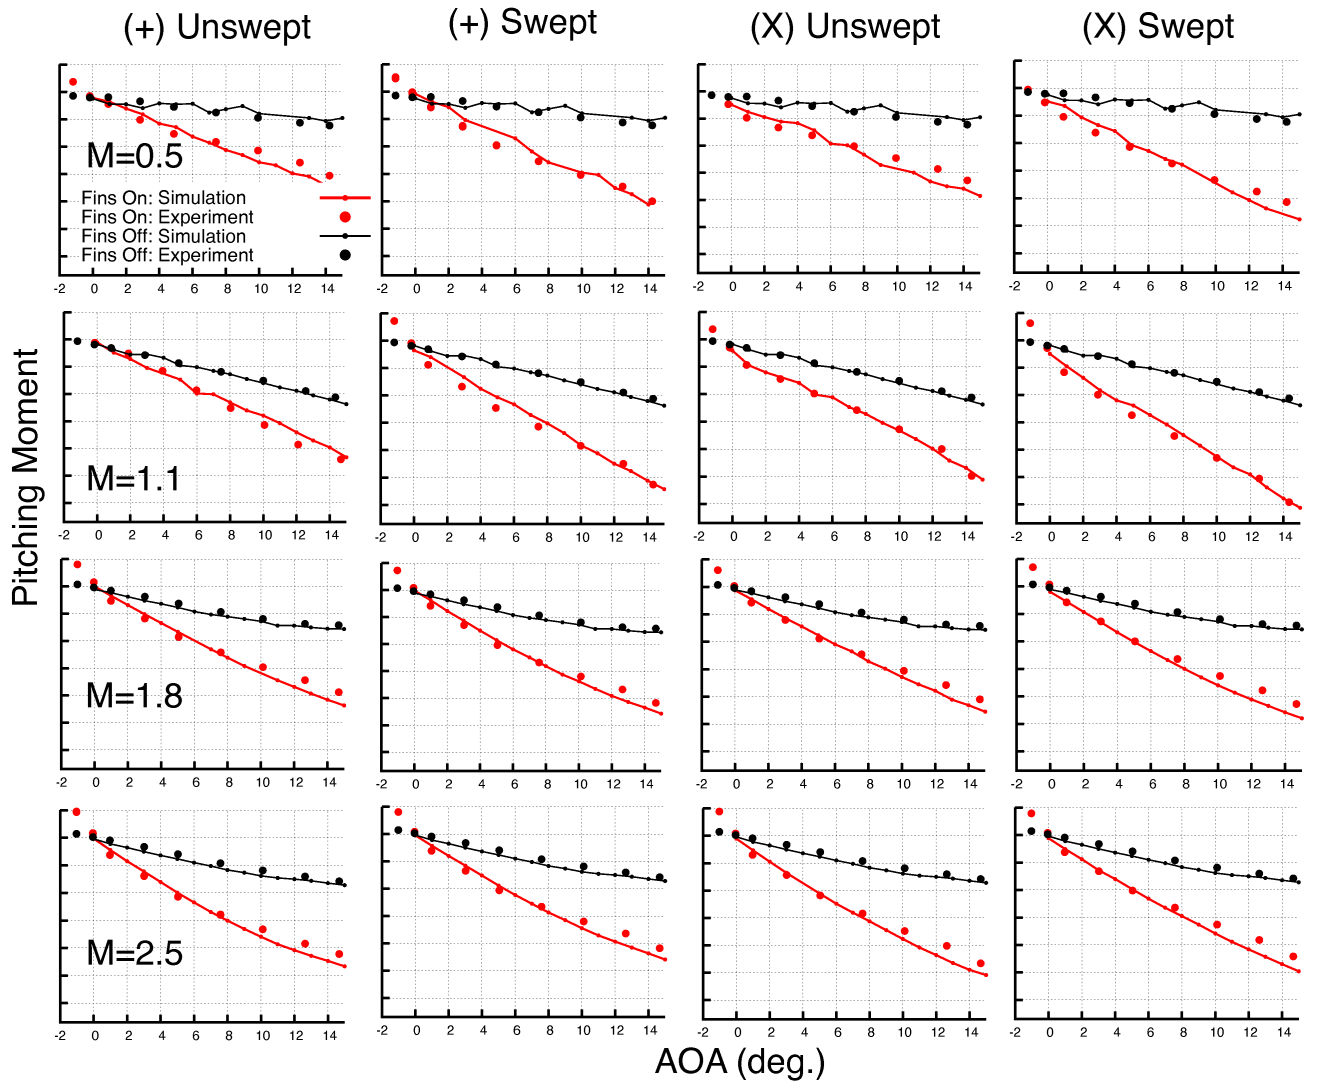 (+) Unswept
(+) Swept
(X) Unswept
(X) Swept
M=0.5
Fins On: Simulation
Fins On: Experiment
Fins Off: Simulation
Fins Off: Experiment
-2 0 2 4 6 8 10 12 14
-2 0 2 4 6 8 10 12 14
-2 0 2 4 6 8 10 12 14
-2 0 2 4 6 8 10 12 14
Pitching Moment
M=1.1
-2 0 2 4 6 8 10 12 14
-2 0 2 4 6 8 10 12 14
-2 0 2 4 6 8 10 12 14
-2 0 2 4 6 8 10 12 14
M=1.8
-2 0 2 4 6 8 10 12 14
-2 0 2 4 6 8 10 12 14
-2 0 2 4 6 8 10 12 14
-2 0 2 4 6 8 10 12 14
M=2.5
-2 0 2 4 6 8 10 12 14
-2 0 2 4 6 8 10 12 14
-2 0 2 4 6 8 10 12 14
-2 0 2 4 6 8 10 12 14
AOA (deg.)